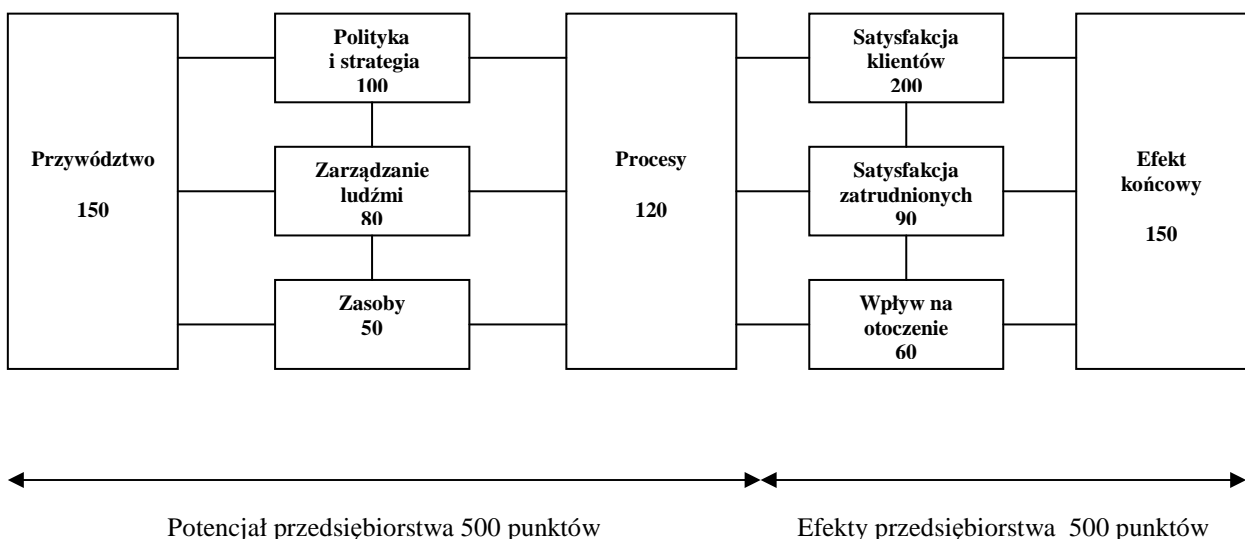 Przywództwo
150
Polityka
i strategia
100
Zarządzanie
ludźmi
80
Zasoby
50
Procesy
120
Satysfakcja
klientów
200
Satysfakcja
zatrudnionych
90
Wpływ na
otoczenie
60
Efekt
końcowy
150
Potencjał przedsiębiorstwa 500 punktów
Efekty przedsiębiorstwa 500 punktów